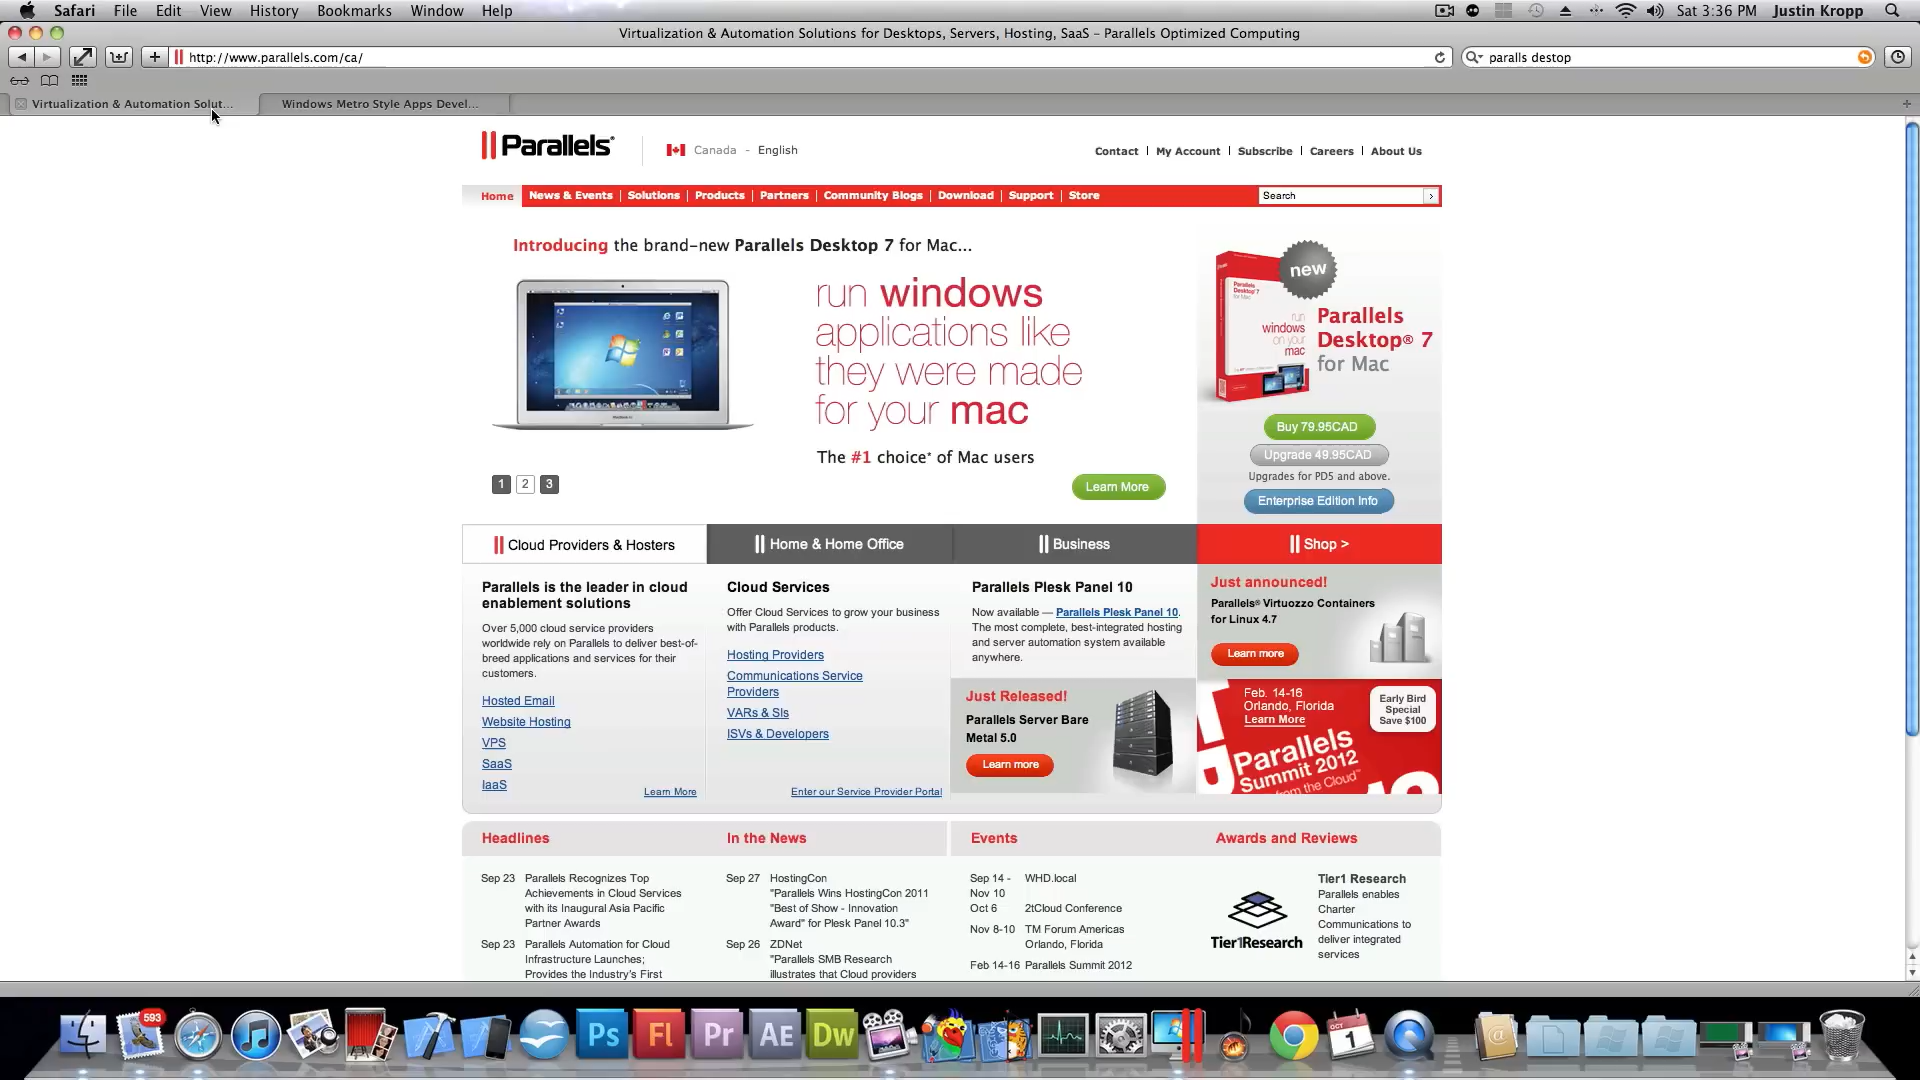 Safari File Edit View History Bookmarks Window Help
Sat 3:36 PM Justin Kropp
Virtualization & Automation Solutions for Desktops, Servers, Hosting, SaaS – Parallels Optimized Computing
http://www.parallels.com/ca/
paralls destop
Virtualization & Automation Solut...
Windows Metro Style Apps Devel...
Parallels
Canada - English
Contact | My Account | Subscribe | Careers | About Us
Home News & Events | Solutions | Products | Partners | Community Blogs | Download | Support | Store
Search
Introducing the brand-new Parallels Desktop 7 for Mac...
run windows
applications like
they were made
for your mac
The #1 choice* of Mac users
1 2 3
Learn More
new
Parallels
Desktop® 7
for Mac
run
windows
on your
mac
Buy 79.95CAD
Upgrade 49.95CAD
Upgrades for PD5 and above.
Enterprise Edition Info
Cloud Providers & Hosters
Home & Home Office
Business
Shop >
Parallels is the leader in cloud
enablement solutions
Over 5,000 cloud service providers
worldwide rely on Parallels to deliver best-of-
breed applications and services for their
customers.
Hosted Email
Website Hosting
VPS
SaaS
IaaS
Learn More
Cloud Services
Offer Cloud Services to grow your business
with Parallels products.
Hosting Providers
Communications Service
Providers
VARs & SIs
ISVs & Developers
Enter our Service Provider Portal
Parallels Plesk Panel 10
Now available — Parallels Plesk Panel 10.
The most complete, best-integrated hosting
and server automation system available
anywhere.
Just Released!
Parallels Server Bare
Metal 5.0
Learn more
Just announced!
Parallels® Virtuozzo Containers
for Linux 4.7
Learn more
Feb. 14-16
Orlando, Florida
Learn More
Early Bird
Special
Save $100
Parallels
Summit 2012
from the Cloud™
Headlines
Sep 23 Parallels Recognizes Top
Achievements in Cloud Services
with its Inaugural Asia Pacific
Partner Awards
Sep 23 Parallels Automation for Cloud
Infrastructure Launches;
Provides the Industry's First
In the News
Sep 27 HostingCon
"Parallels Wins HostingCon 2011
"Best of Show - Innovation
Award" for Plesk Panel 10.3"
Sep 26 ZDNet
"Parallels SMB Research
illustrates that Cloud providers
Events
Sep 14 - WHD.local
Nov 10
Oct 6 2tCloud Conference
Nov 8-10 TM Forum Americas
Orlando, Florida
Feb 14-16 Parallels Summit 2012
Awards and Reviews
Tier1Research
Tier1 Research
Parallels enables
Charter
Communications to
deliver integrated
services
593
Ps Fl Pr AE Dw
OCT
1